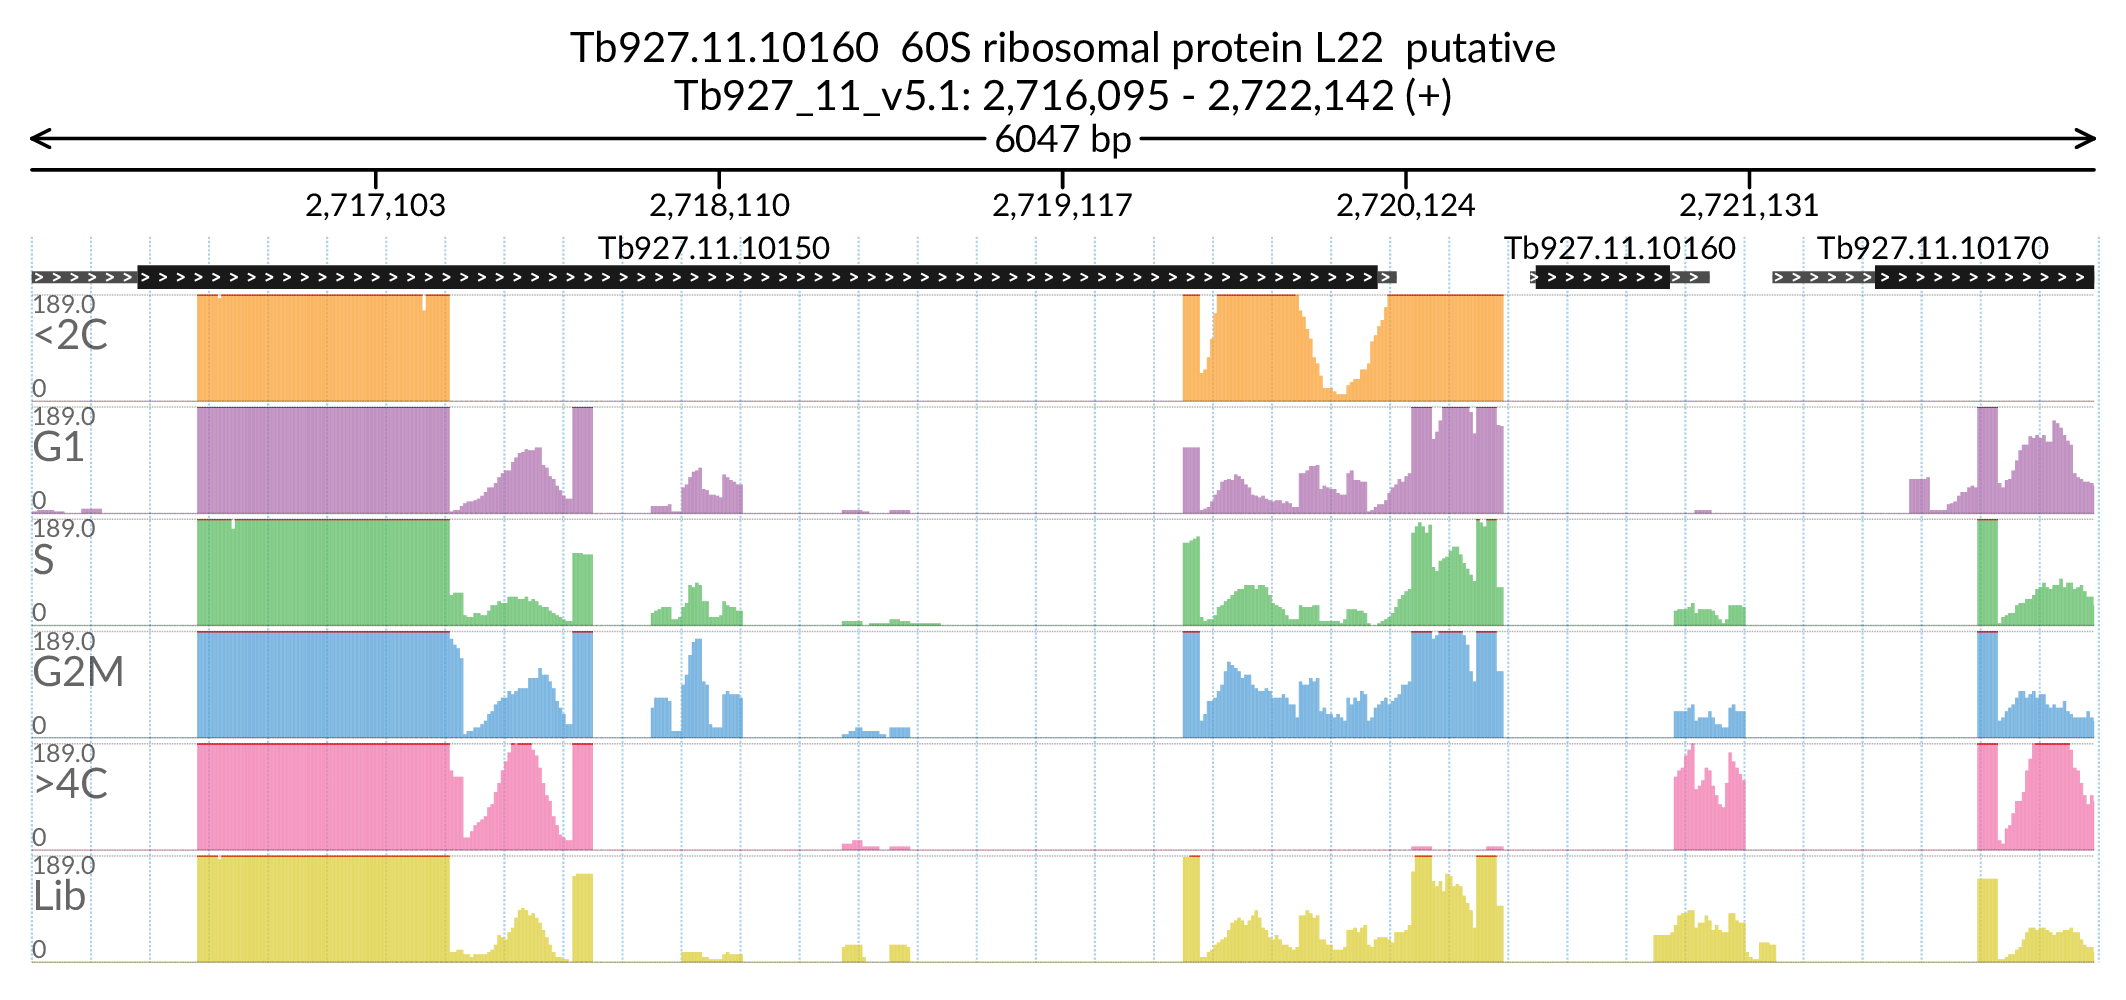 Tb927.11.10160 60S ribosomal protein L22 putative
Tb927_11_v5.1: 2,716,095 - 2,722,142 (+)
6047 bp
2,717,103 2,718,110 2,719,117 2,720,124 2,721,131
Tb927.11.10150 Tb927.11.10160 Tb927.11.10170
189.0
<2C
0
189.0
G1
0
189.0
S
0
189.0
G2M
0
189.0
>4C
0
189.0
Lib
0